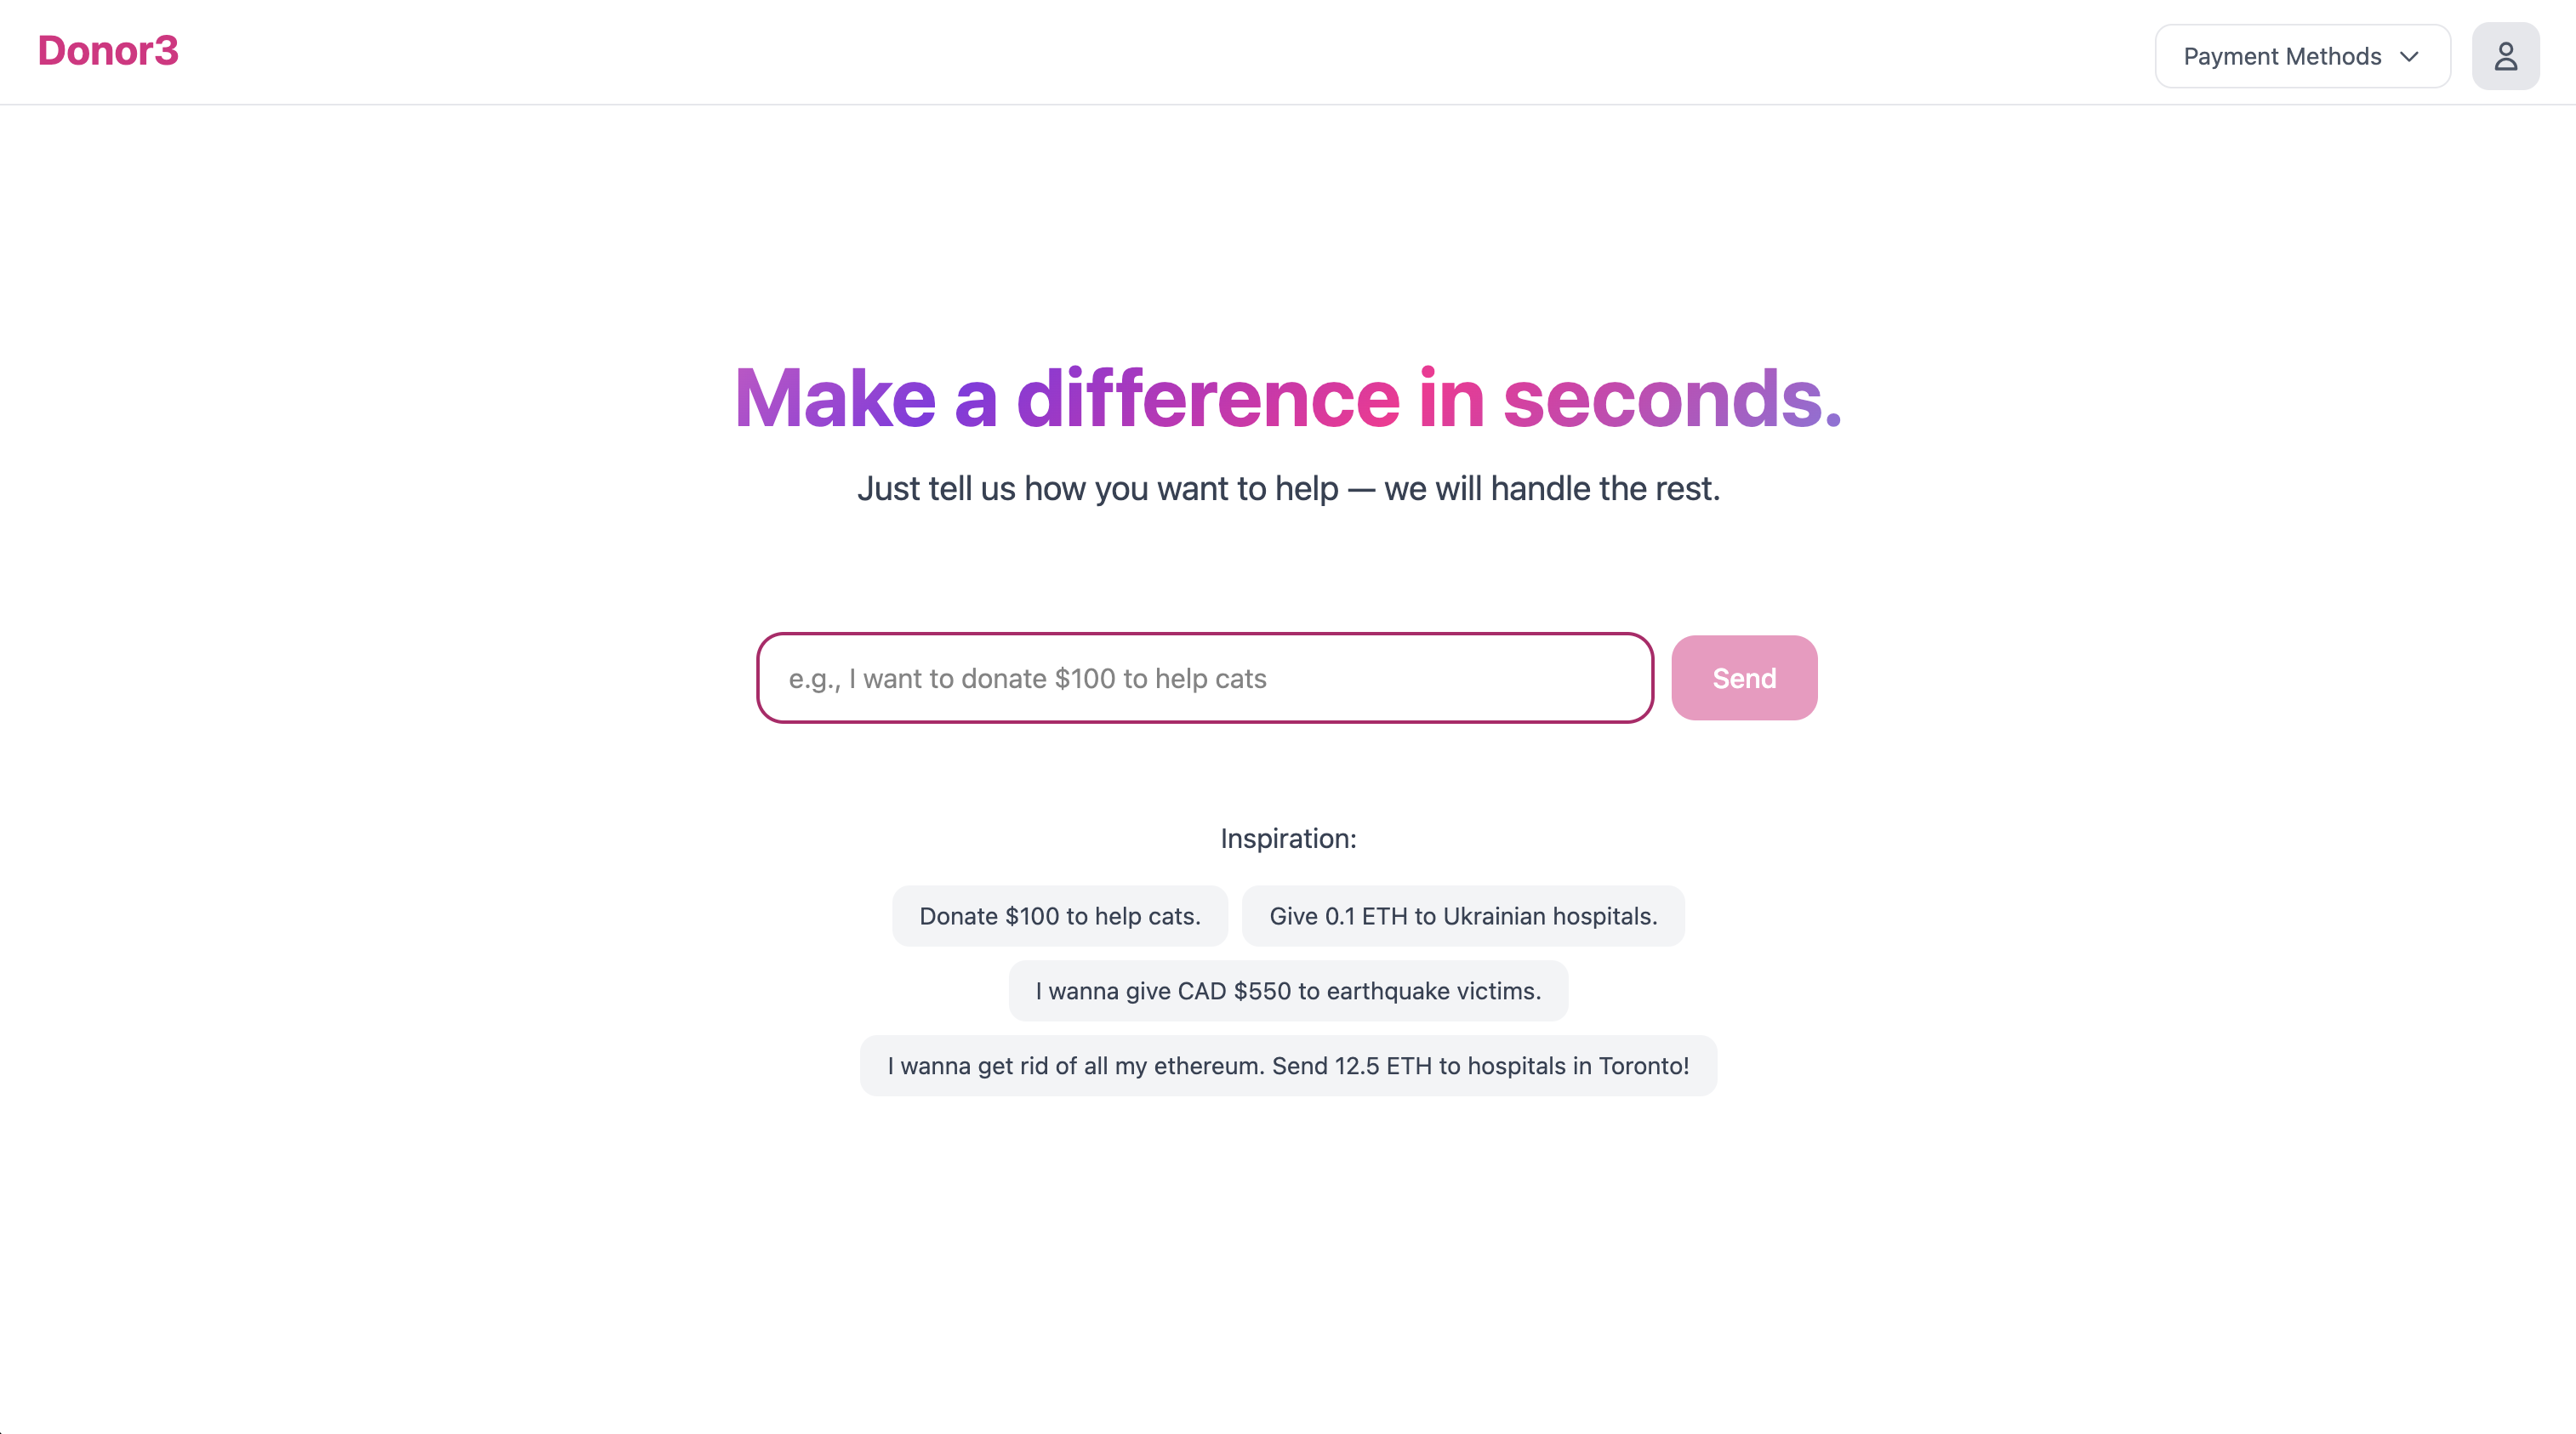 Donor3
Payment Methods
Make a difference in seconds.
Just tell us how you want to help — we will handle the rest.
e.g., I want to donate $100 to help cats
Send
Inspiration:
Donate $100 to help cats.
Give 0.1 ETH to Ukrainian hospitals.
I wanna give CAD $550 to earthquake victims.
I wanna get rid of all my ethereum. Send 12.5 ETH to hospitals in Toronto!